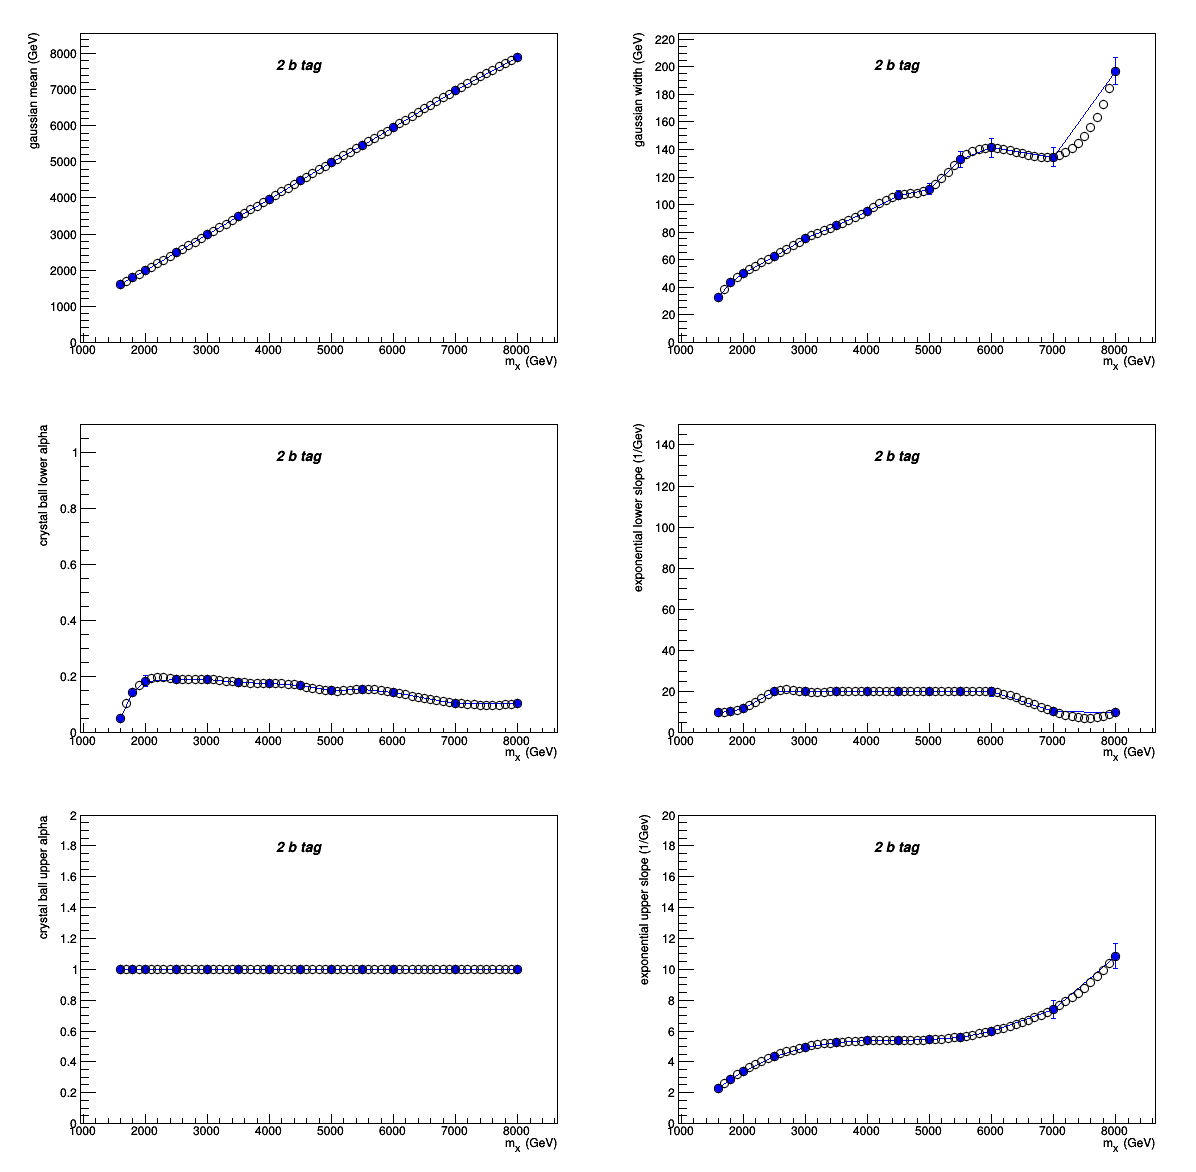 gaussian mean (GeV)
2 b tag
8000
7000
6000
5000
4000
3000
2000
1000
0
1000 2000 3000 4000 5000 6000 7000 8000
m_X (GeV)
gaussian width (GeV)
2 b tag
220
200
180
160
140
120
100
80
60
40
20
0
1000 2000 3000 4000 5000 6000 7000 8000
m_X (GeV)
crystal ball lower alpha
2 b tag
1
0.8
0.6
0.4
0.2
0
1000 2000 3000 4000 5000 6000 7000 8000
m_X (GeV)
exponential lower slope (1/Gev)
2 b tag
140
120
100
80
60
40
20
0
1000 2000 3000 4000 5000 6000 7000 8000
m_X (GeV)
crystal ball upper alpha
2 b tag
2
1.8
1.6
1.4
1.2
1
0.8
0.6
0.4
0.2
0
1000 2000 3000 4000 5000 6000 7000 8000
m_X (GeV)
exponential upper slope (1/Gev)
2 b tag
20
18
16
14
12
10
8
6
4
2
0
1000 2000 3000 4000 5000 6000 7000 8000
m_X (GeV)